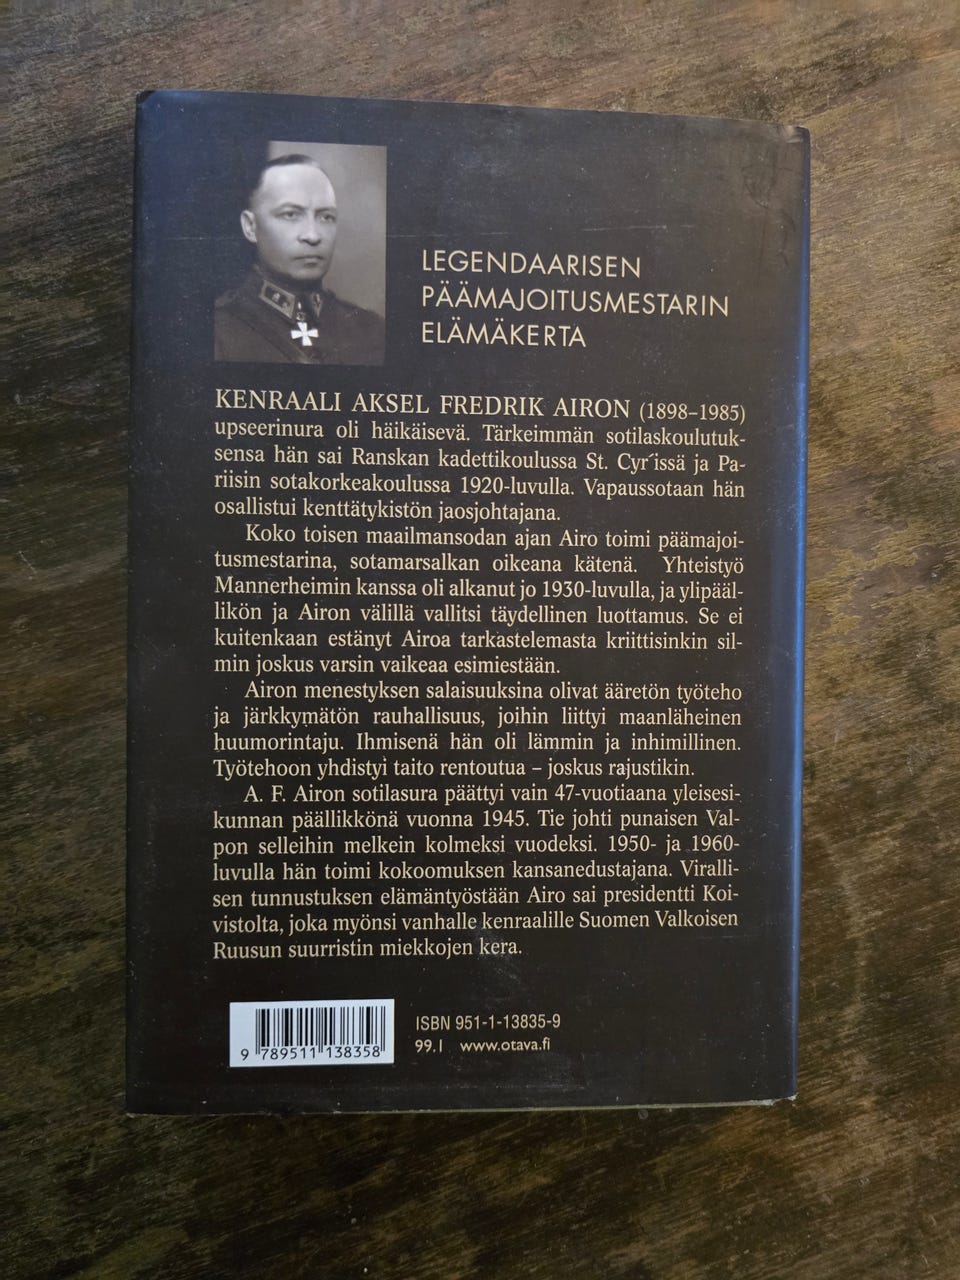 LEGENDAARISEN
PÄÄMAJOITUSMESTARIN
ELÄMÄKERTA
KENRAALI AKSEL FREDRIK AIRON (1898–1985)
upseerinura oli häikäisevä. Tärkeimmän sotilaskoulutuk-
sensa hän sai Ranskan kadettikoulussa St. Cyr´issä ja Pa-
riisin sotakorkeakoulussa 1920-luvulla. Vapaussotaan hän
osallistui kenttätykistön jaosjohtajana.
Koko toisen maailmansodan ajan Airo toimi päämajoi-
tusmestarina, sotamarsalkan oikeana kätenä. Yhteistyö
Mannerheimin kanssa oli alkanut jo 1930-luvulla, ja ylipääl-
likön ja Airon välillä vallitsi täydellinen luottamus. Se ei
kuitenkaan estänyt Airoa tarkastelemasta kriittisinkin sil-
min joskus varsin vaikeaa esimiestään.
Airon menestyksen salaisuuksina olivat ääretön työteho
ja järkkymätön rauhallisuus, joihin liittyi maanläheinen
huumorintaju. Ihmisenä hän oli lämmin ja inhimillinen.
Työtehoon yhdistyi taito rentoutua – joskus rajustikin.
A. F. Airon sotilasura päättyi vain 47-vuotiaana yleisesi-
kunnan päällikkönä vuonna 1945. Tie johti punaisen Val-
pon selleihin melkein kolmeksi vuodeksi. 1950- ja 1960-
luvulla hän toimi kokoomuksen kansanedustajana. Viralli-
sen tunnustuksen elämäntyöstään Airo sai presidentti Koi-
vistolta, joka myönsi vanhalle kenraalille Suomen Valkoisen
Ruusun suurristin miekkojen kera.
ISBN 951-1-13835-9
99.1 www.otava.fi
9 789511 138358